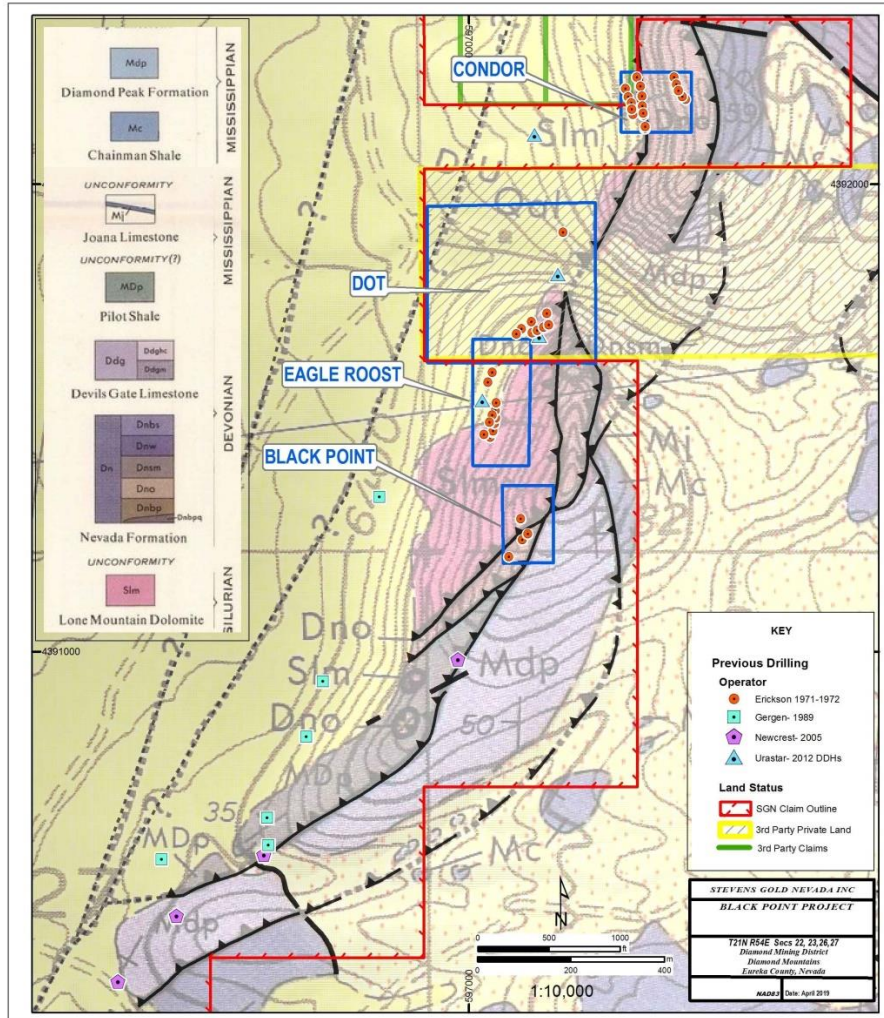 Mdp
Diamond Peak Formation
Mc
Chainman Shale
MISSISSIPPIAN
UNCONFORMITY
Mj
Joana Limestone
MISSISSIPPIAN
UNCONFORMITY(?)
MDp
Pilot Shale
Ddg
Ddghc
Ddgm
Devils Gate Limestone
DEVONIAN
Dn
Dnbs
Dnw
Dnsm
Dno
Dnbp
Dnbpq
Nevada Formation
UNCONFORMITY
Slm
Lone Mountain Dolomite
SILURIAN
597000
CONDOR
Slm
4392000
DOT
Mdp
Dnsm
EAGLE ROOST
Mj
Mc
BLACK POINT
Slm
Dno
4391000
Slm
Mdp
Dno
50
MDp
35
MDp
Mc
Mdp
KEY
Previous Drilling
Operator
Erickson 1971-1972
Gergen- 1989
Newcrest- 2005
Urastar- 2012 DDHs
Land Status
SGN Claim Outline
3rd Party Private Land
3rd Party Claims
STEVENS GOLD NEVADA INC
BLACK POINT PROJECT
T21N R54E Secs 22, 23,26,27
Diamond Mining District
Diamond Mountains
Eureka County, Nevada
NAD83 Date: April 2019
N
0 500 1000
ft
0 200 400
m
1:10,000
597000